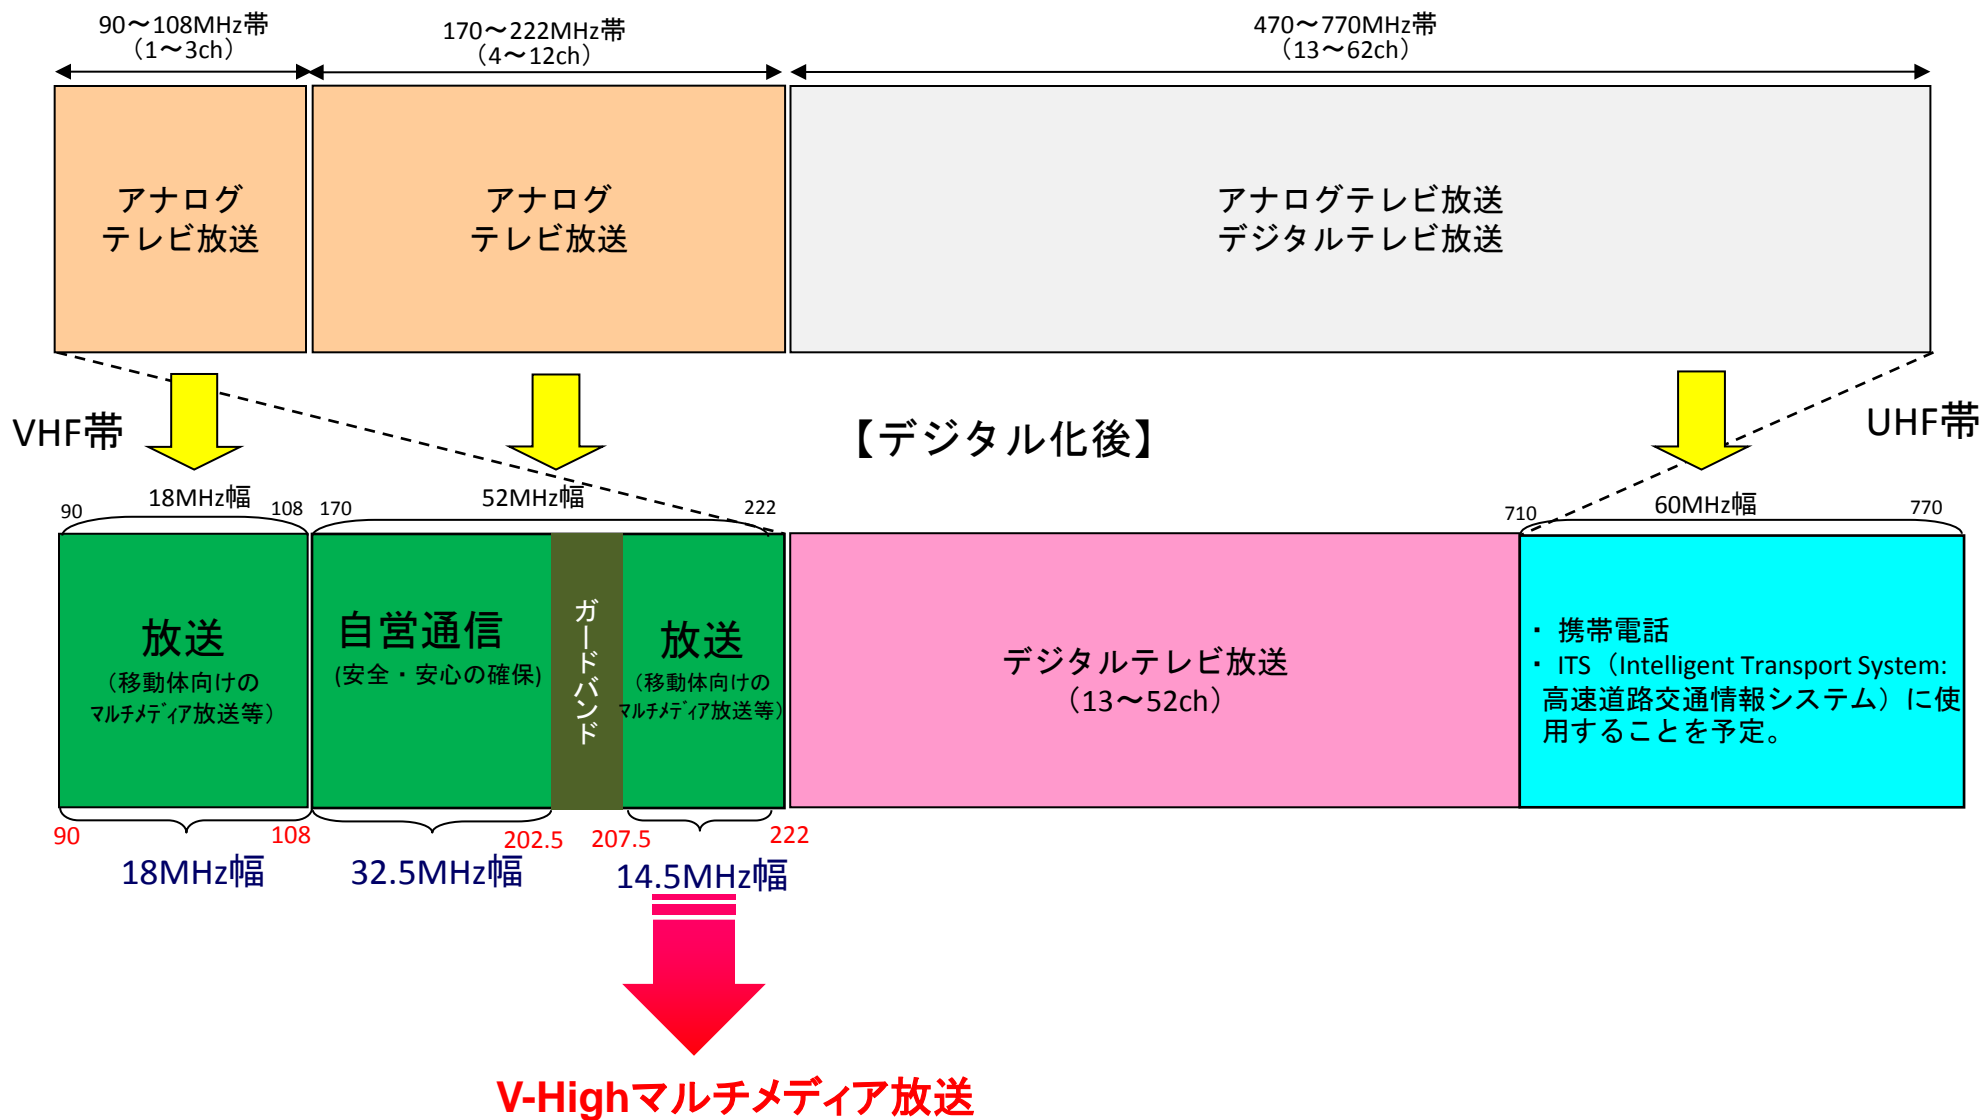 90～108MHz帯
（1～3ch）
170～222MHz帯
（4～12ch）
470～770MHz帯
（13～62ch）
アナログ
テレビ放送
アナログ
テレビ放送
アナログテレビ放送
デジタルテレビ放送
VHF帯
【デジタル化後】
UHF帯
90
18MHz幅
108
170
52MHz幅
222
710
60MHz幅
770
放送
（移動体向けの
ﾏﾙﾁﾒﾃﾞｨｱ放送等）
自営通信
(安全・安心の確保)
ガードバンド
放送
（移動体向けの
ﾏﾙﾁﾒﾃﾞｨｱ放送等）
デジタルテレビ放送
（13～52ch）
・ 携帯電話
・ ITS（Intelligent Transport System:
高速道路交通情報システム）に使
用することを予定。
90
108
202.5
207.5
222
18MHz幅
32.5MHz幅
14.5MHz幅
V-Highマルチメディア放送